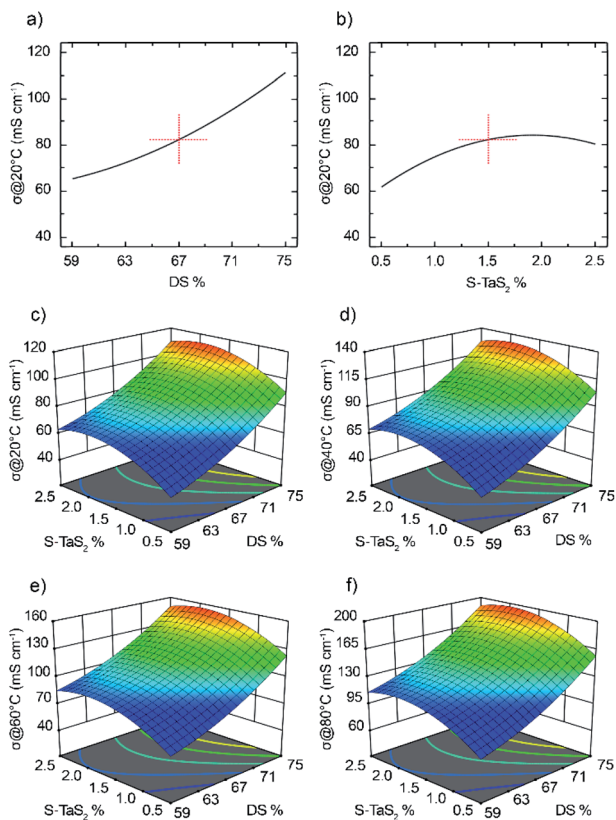 a)
σ@20°C (mS cm⁻¹)
120
100
80
60
40
59 63 67 71 75
DS %
b)
σ@20°C (mS cm⁻¹)
120
100
80
60
40
0.5 1.0 1.5 2.0 2.5
S-TaS₂ %
c)
σ@20°C (mS cm⁻¹)
120
100
80
60
40
2.5 2.0 1.5 1.0 0.5
S-TaS₂ %
59 63 67 71 75
DS %
d)
σ@40°C (mS cm⁻¹)
140
115
90
65
40
2.5 2.0 1.5 1.0 0.5
S-TaS₂ %
59 63 67 71 75
DS %
e)
σ@60°C (mS cm⁻¹)
160
130
100
70
40
2.5 2.0 1.5 1.0 0.5
S-TaS₂ %
59 63 67 71 75
DS %
f)
σ@80°C (mS cm⁻¹)
200
165
130
95
60
2.5 2.0 1.5 1.0 0.5
S-TaS₂ %
59 63 67 71 75
DS %